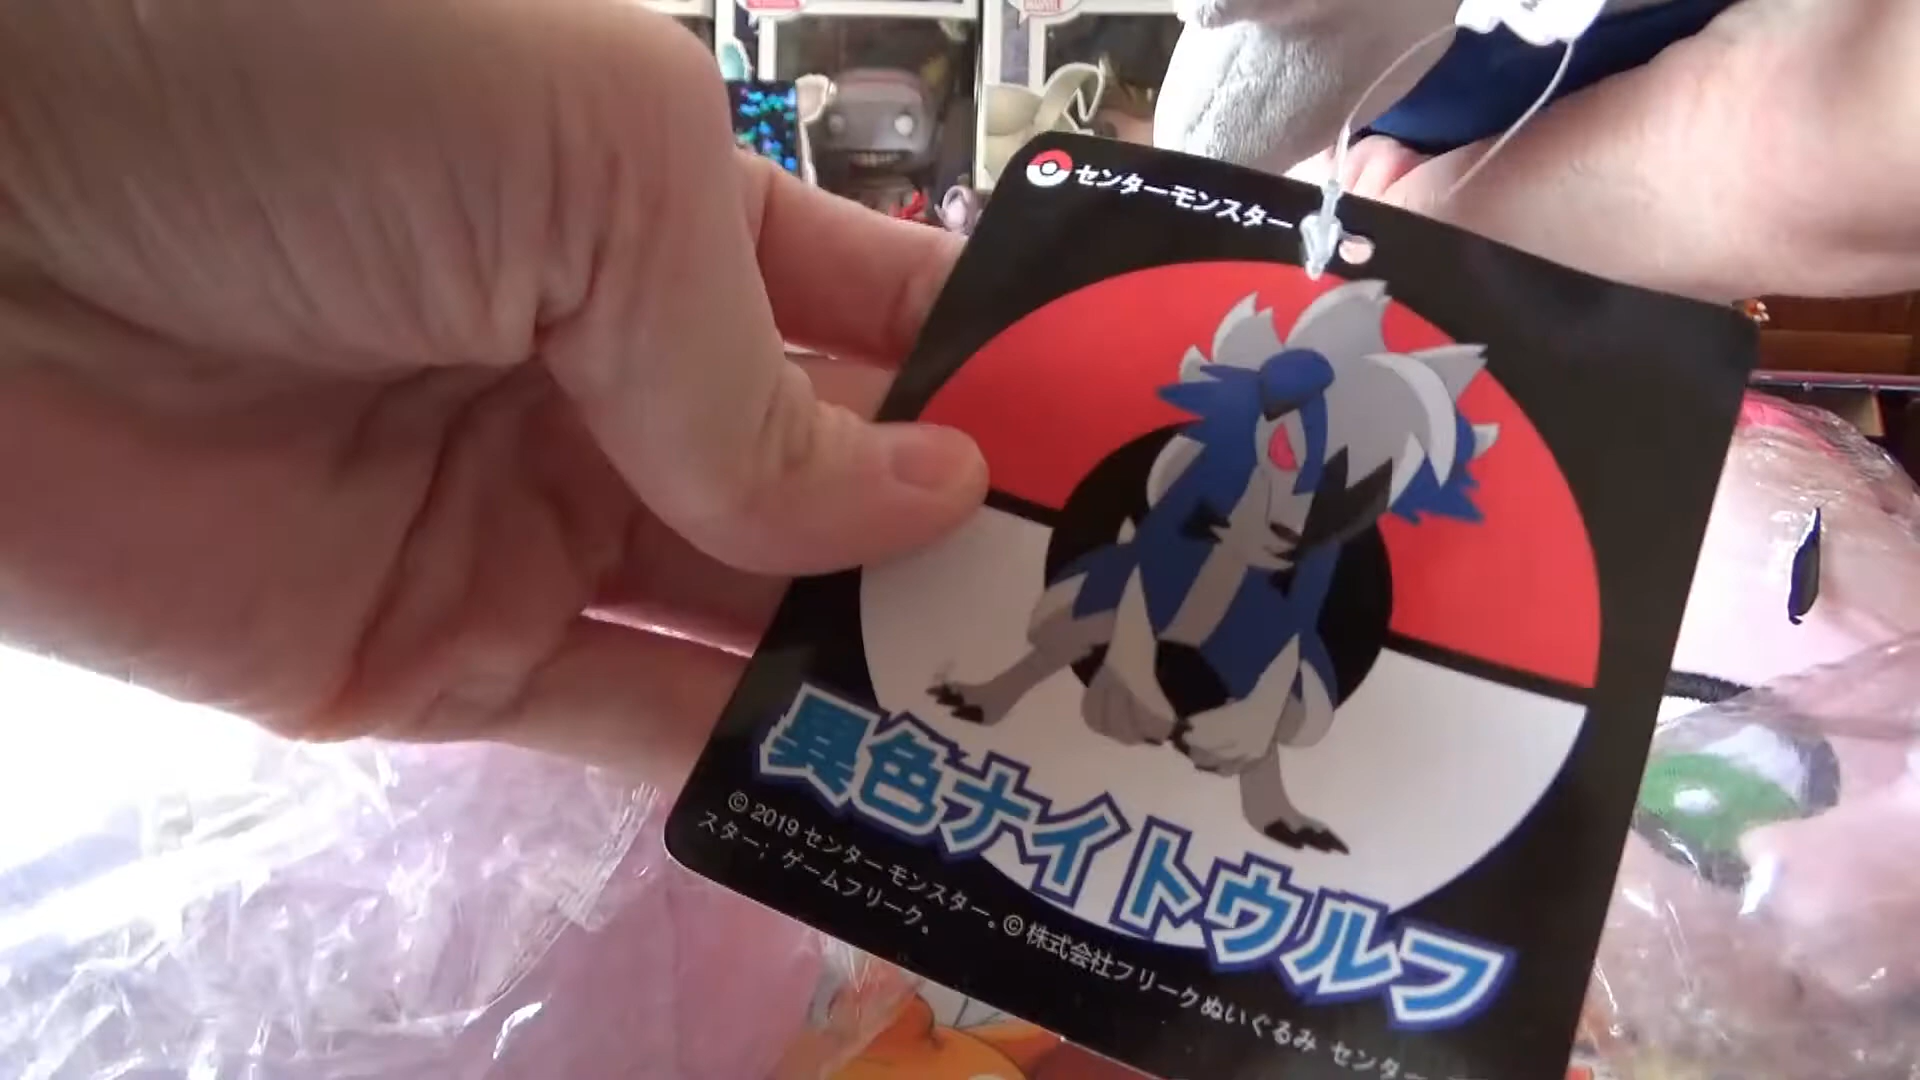 センターモンスター
異色ナイトウルフ
© 2019 センター モンスター。© 株式会社フリークぬいぐるみ センター
スター; ゲームフリーク。